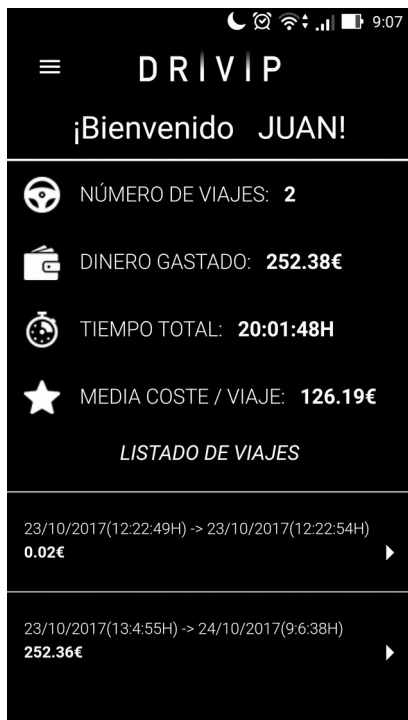 9:07
DRIVIP
¡Bienvenido JUAN!
NÚMERO DE VIAJES: 2
DINERO GASTADO: 252.38€
TIEMPO TOTAL: 20:01:48H
MEDIA COSTE / VIAJE: 126.19€
LISTADO DE VIAJES
23/10/2017(12:22:49H) -> 23/10/2017(12:22:54H)
0.02€
23/10/2017(13:4:55H) -> 24/10/2017(9:6:38H)
252.36€